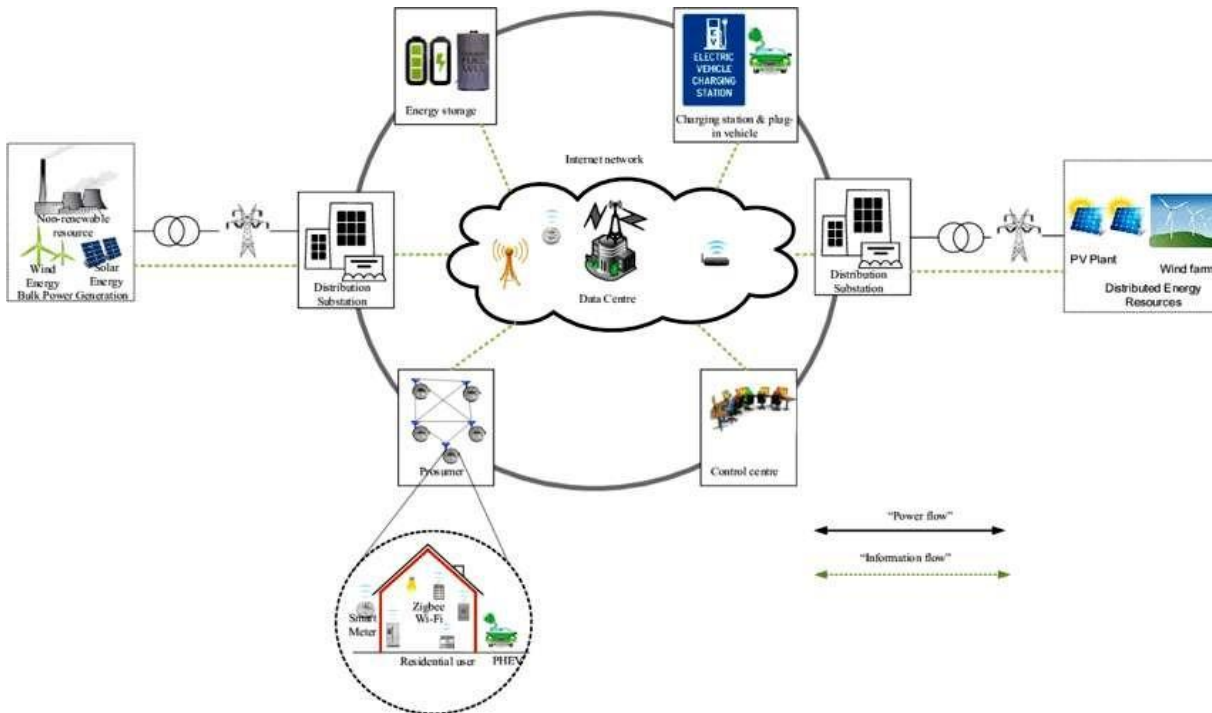 Energy storage
EV
ELECTRIC
VEHICLE
CHARGING
STATION
Charging station & plug-
in vehicle
Internet network
Non-renewable
resource
Wind
Energy
Solar
Energy
Bulk Power Generation
Distribution
Substation
Data Centre
Distribution
Substation
PV Plant
Wind farm
Distributed Energy
Resources
Prosumer
Control centre
"Power flow"
"Information flow"
Smart
Meter
Zigbee
Wi-Fi
Residential user
PHEV